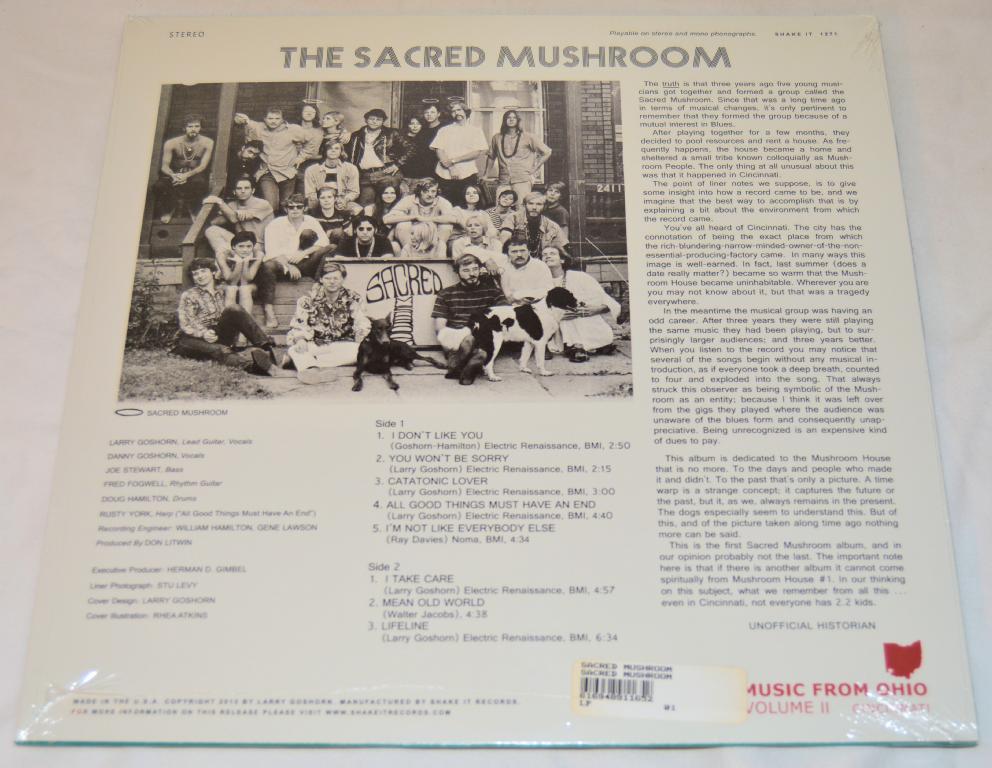 STEREO
Playable on stereo and mono phonographs. SHAKE IT 1271
THE SACRED MUSHROOM
The truth is that three years ago five young musi-
cians got together and formed a group called the
Sacred Mushroom. Since that was a long time ago
in terms of musical changes, it's only pertinent to
remember that they formed the group because of a
mutual interest in Blues.
After playing together for a few months, they
decided to pool resources and rent a house. As fre-
quently happens, the house became a home and
sheltered a small tribe known colloquially as Mush-
room People. The only thing at all unusual about this
was that it happened in Cincinnati.
The point of liner notes we suppose, is to give
some insight into how a record came to be, and we
imagine that the best way to accomplish that is by
explaining a bit about the environment from which
the record came.
You've all heard of Cincinnati. The city has the
connotation of being the exact place from which
the rich-blundering-narrow-minded-owner-of-the-non-
essential-producing-factory came. In many ways this
image is well-earned. In fact, last summer (does a
date really matter?) became so warm that the Mush-
room House became uninhabitable. Wherever you are
you may not know about it, but that was a tragedy
everywhere.
In the meantime the musical group was having an
odd career. After three years they were still playing
the same music they had been playing, but to sur-
prisingly larger audiences; and three years better.
When you listen to the record you may notice that
several of the songs begin without any musical in-
troduction, as if everyone took a deep breath, counted
to four and exploded into the song. That always
struck this observer as being symbolic of the Mush-
room as an entity; because I think it was left over
from the gigs they played where the audience was
unaware of the blues form and consequently unap-
preciative. Being unrecognized is an expensive kind
of dues to pay.
This album is dedicated to the Mushroom House
that is no more. To the days and people who made
it and didn't. To the past that's only a picture. A time
warp is a strange concept; it captures the future or
the past, but it, as we, always remains in the present.
The dogs especially seem to understand this. But of
this, and of the picture taken along time ago nothing
more can be said.
This is the first Sacred Mushroom album, and in
our opinion probably not the last. The important note
here is that if there is another album it cannot come
spiritually from Mushroom House #1. In our thinking
on this subject, what we remember from all this ...
even in Cincinnati, not everyone has 2.2 kids.
UNOFFICIAL HISTORIAN
2411
SACRED
SACRED MUSHROOM
LARRY GOSHORN, Lead Guitar, Vocals
DANNY GOSHORN, Vocals
JOE STEWART, Bass
FRED FOGWELL, Rhythm Guitar
DOUG HAMILTON, Drums
RUSTY YORK, Harp ("All Good Things Must Have An End")
Recording Engineer: WILLIAM HAMILTON, GENE LAWSON
Produced By DON LITWIN
Executive Producer: HERMAN D. GIMBEL
Liner Photograph: STU LEVY
Cover Design: LARRY GOSHORN
Cover Illustration: RHEA ATKINS
Side 1
1. I DON'T LIKE YOU
(Goshorn-Hamilton) Electric Renaissance, BMI, 2:50
2. YOU WON'T BE SORRY
(Larry Goshorn) Electric Renaissance, BMI, 2:15
3. CATATONIC LOVER
(Larry Goshorn) Electric Renaissance, BMI, 3:00
4. ALL GOOD THINGS MUST HAVE AN END
(Larry Goshorn) Electric Renaissance, BMI, 4:40
5. I'M NOT LIKE EVERYBODY ELSE
(Ray Davies) Noma, BMI, 4:34
Side 2
1. I TAKE CARE
(Larry Goshorn) Electric Renaissance, BMI, 4:57
2. MEAN OLD WORLD
(Walter Jacobs), 4:38
3. LIFELINE
(Larry Goshorn) Electric Renaissance, BMI, 6:34
MADE IN THE U.S.A. COPYRIGHT 2012 BY LARRY GOSHORN. MANUFACTURED BY SHAKE IT RECORDS.
FOR MORE INFORMATION ON THIS RELEASE PLEASE VISIT WWW.SHAKEITRECORDS.COM
SACRED MUSHROOM
SACRED MUSHROOM
616948911652
LP 01
MUSIC FROM OHIO
VOLUME II CINCINNATI